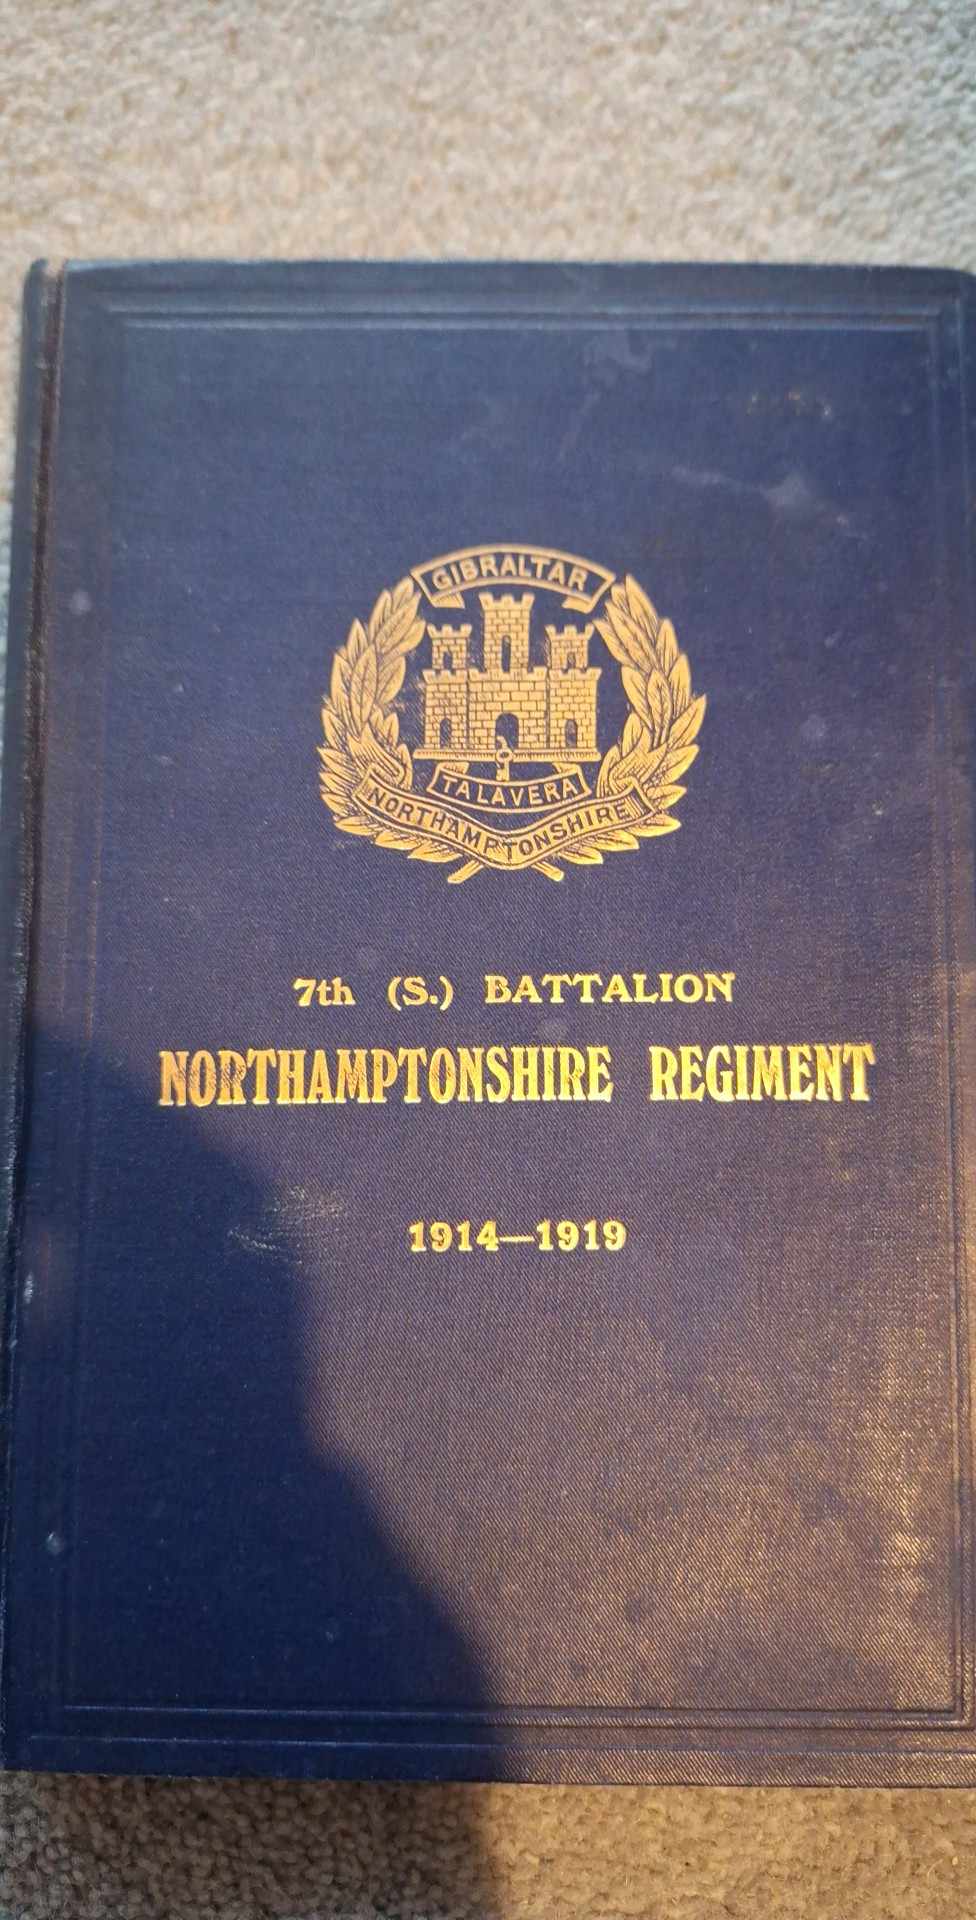 GIBRALTAR
TALAVERA
NORTHAMPTONSHIRE
7th (S.) BATTALION
NORTHAMPTONSHIRE REGIMENT
1914—1919